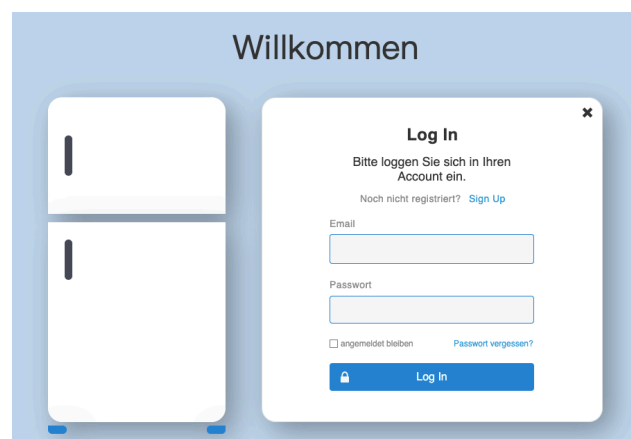 Willkommen
Log In
Bitte loggen Sie sich in Ihren
Account ein.
Noch nicht registriert? Sign Up
Email
Passwort
angemeldet bleiben Passwort vergessen?
Log In